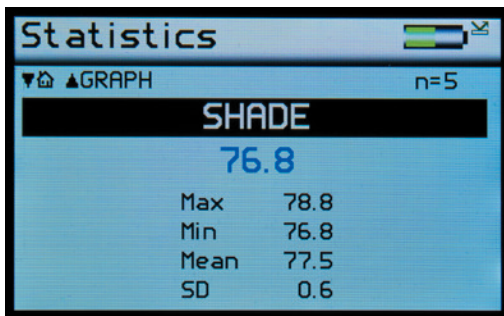 Statistics
▼⌂ ▲GRAPH n=5
SHADE
76.8
Max 78.8
Min 76.8
Mean 77.5
SD 0.6